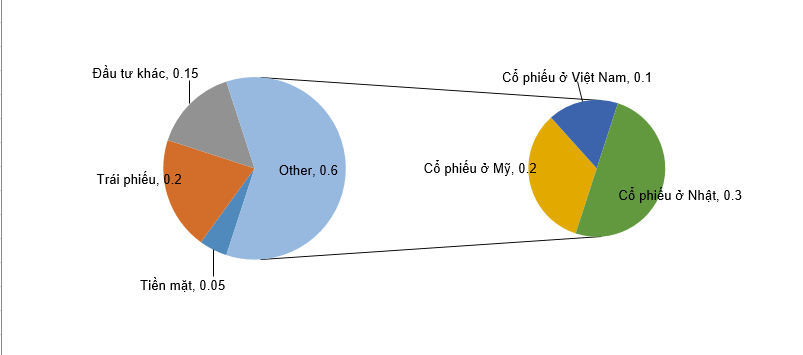 Đầu tư khác, 0.15
Cổ phiếu ở Việt Nam, 0.1
Other, 0.6
Cổ phiếu ở Mỹ, 0.2
Trái phiếu, 0.2
Cổ phiếu ở Nhật, 0.3
Tiền mặt, 0.05